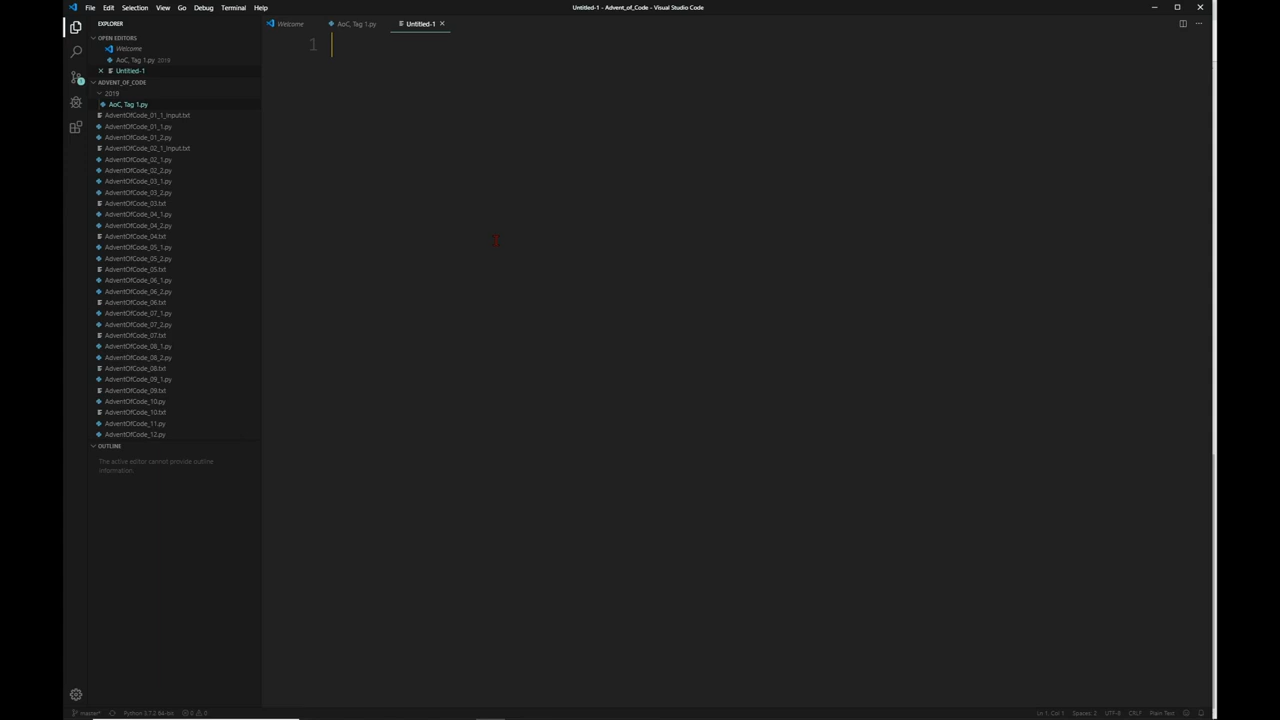 File Edit Selection View Go Debug Terminal Help Untitled-1 - Advent_of_Code - Visual Studio Code
EXPLORER
Welcome AoC, Tag 1.py Untitled-1
OPEN EDITORS
Welcome
AoC, Tag 1.py 2019
Untitled-1
ADVENT_OF_CODE
2019
AoC, Tag 1.py
AdventOfCode_01_1_Input.txt
AdventOfCode_01_1.py
AdventOfCode_01_2.py
AdventOfCode_02_1_Input.txt
AdventOfCode_02_1.py
AdventOfCode_02_2.py
AdventOfCode_03_1.py
AdventOfCode_03_2.py
AdventOfCode_03.txt
AdventOfCode_04_1.py
AdventOfCode_04_2.py
AdventOfCode_04.txt
AdventOfCode_05_1.py
AdventOfCode_05_2.py
AdventOfCode_05.txt
AdventOfCode_06_1.py
AdventOfCode_06_2.py
AdventOfCode_06.txt
AdventOfCode_07_1.py
AdventOfCode_07_2.py
AdventOfCode_07.txt
AdventOfCode_08_1.py
AdventOfCode_08_2.py
AdventOfCode_08.txt
AdventOfCode_09_1.py
AdventOfCode_09.txt
AdventOfCode_10.py
AdventOfCode_10.txt
AdventOfCode_11.py
AdventOfCode_12.py
OUTLINE
The active editor cannot provide outline
information.
1
master* Python 3.7.2 64-bit 0 0 Ln 1, Col 1 Spaces: 2 UTF-8 CRLF Plain Text